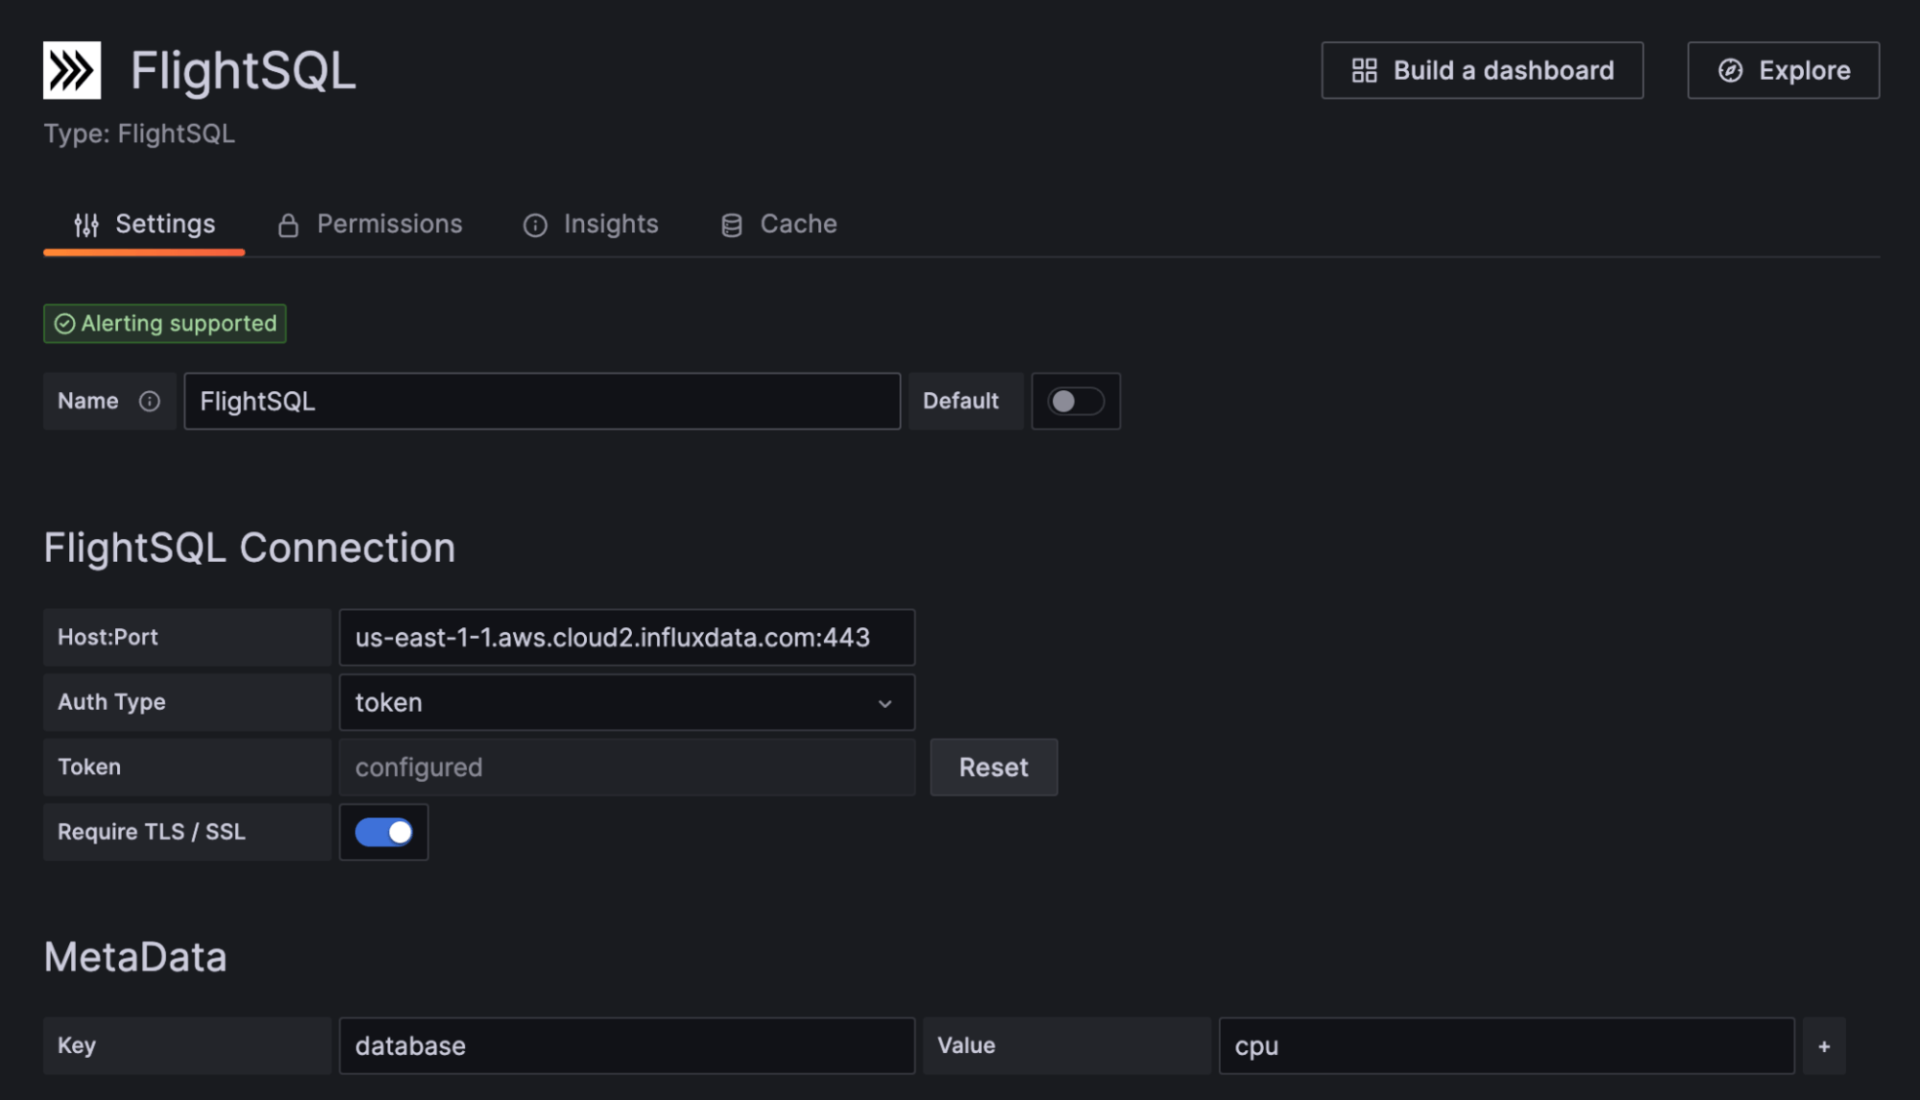 FlightSQL
Build a dashboard
Explore
Type: FlightSQL
Settings
Permissions
Insights
Cache
Alerting supported
Name
FlightSQL
Default
FlightSQL Connection
Host:Port
us-east-1-1.aws.cloud2.influxdata.com:443
Auth Type
token
Token
configured
Reset
Require TLS / SSL
MetaData
Key
database
Value
cpu
+